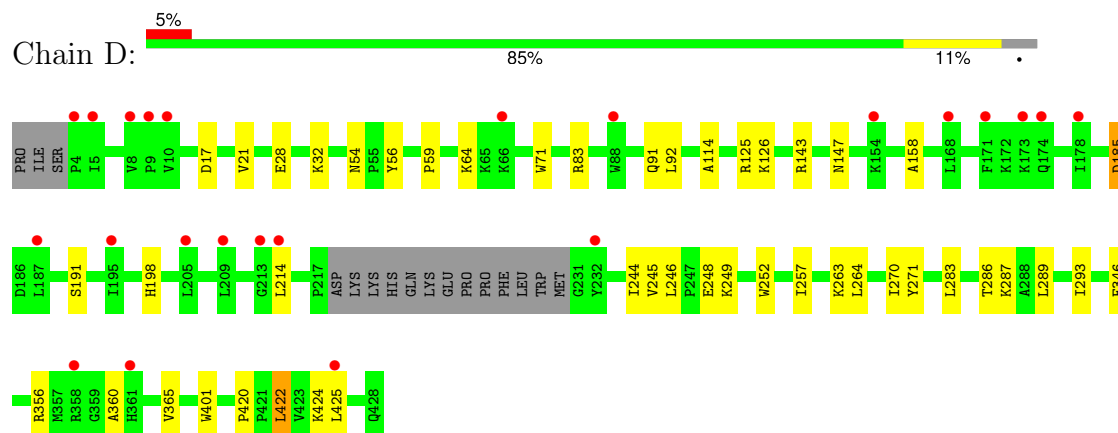 5%
Chain D:
85%
11%
•
PRO ILE SER P4 I5 V8 P9 V10 D17 V21 E28 K32 N54 P55 Y56 P59 K64 K65 K66 W71 R83 W88 Q91 L92 A114 R125 K126 R143 N147 K154 A158 L168 F171 K172 K173 Q174 I178 D185
D186 L187 S191 I195 H198 L205 L209 G213 L214 P217 ASP LYS LYS HIS GLN LYS GLU PRO PRO PHE LEU TRP MET G231 Y232 I244 V245 L246 P247 E248 K249 W252 I257 K263 L264 I270 Y271 L283 T286 K287 A288 L289 I293
R356 M357 R358 G359 A360 H361 V365 W401 P420 P421 L422 V423 K424 L425 Q428